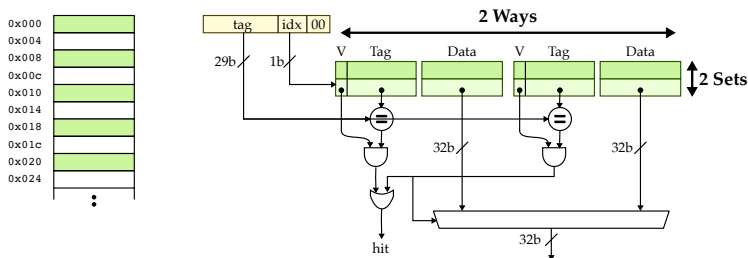 0x000
0x004
0x008
0x00c
0x010
0x014
0x018
0x01c
0x020
0x024
tag idx 00
2 Ways
29b 1b
V Tag Data V Tag Data
2 Sets
= =
32b 32b
32b
hit